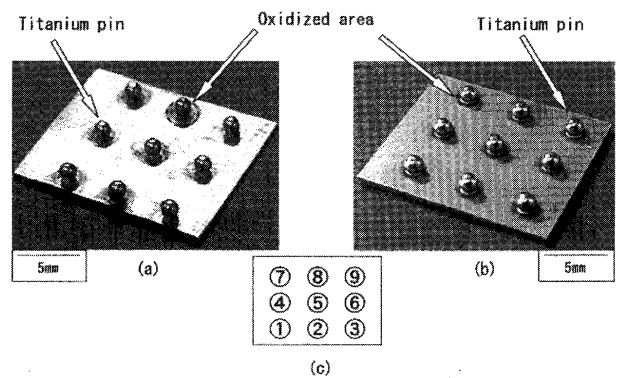 Titanium pin
Oxidized area
Titanium pin
5mm
(a)
(b)
5mm
⑦ ⑧ ⑨
④ ⑤ ⑥
① ② ③
(c)